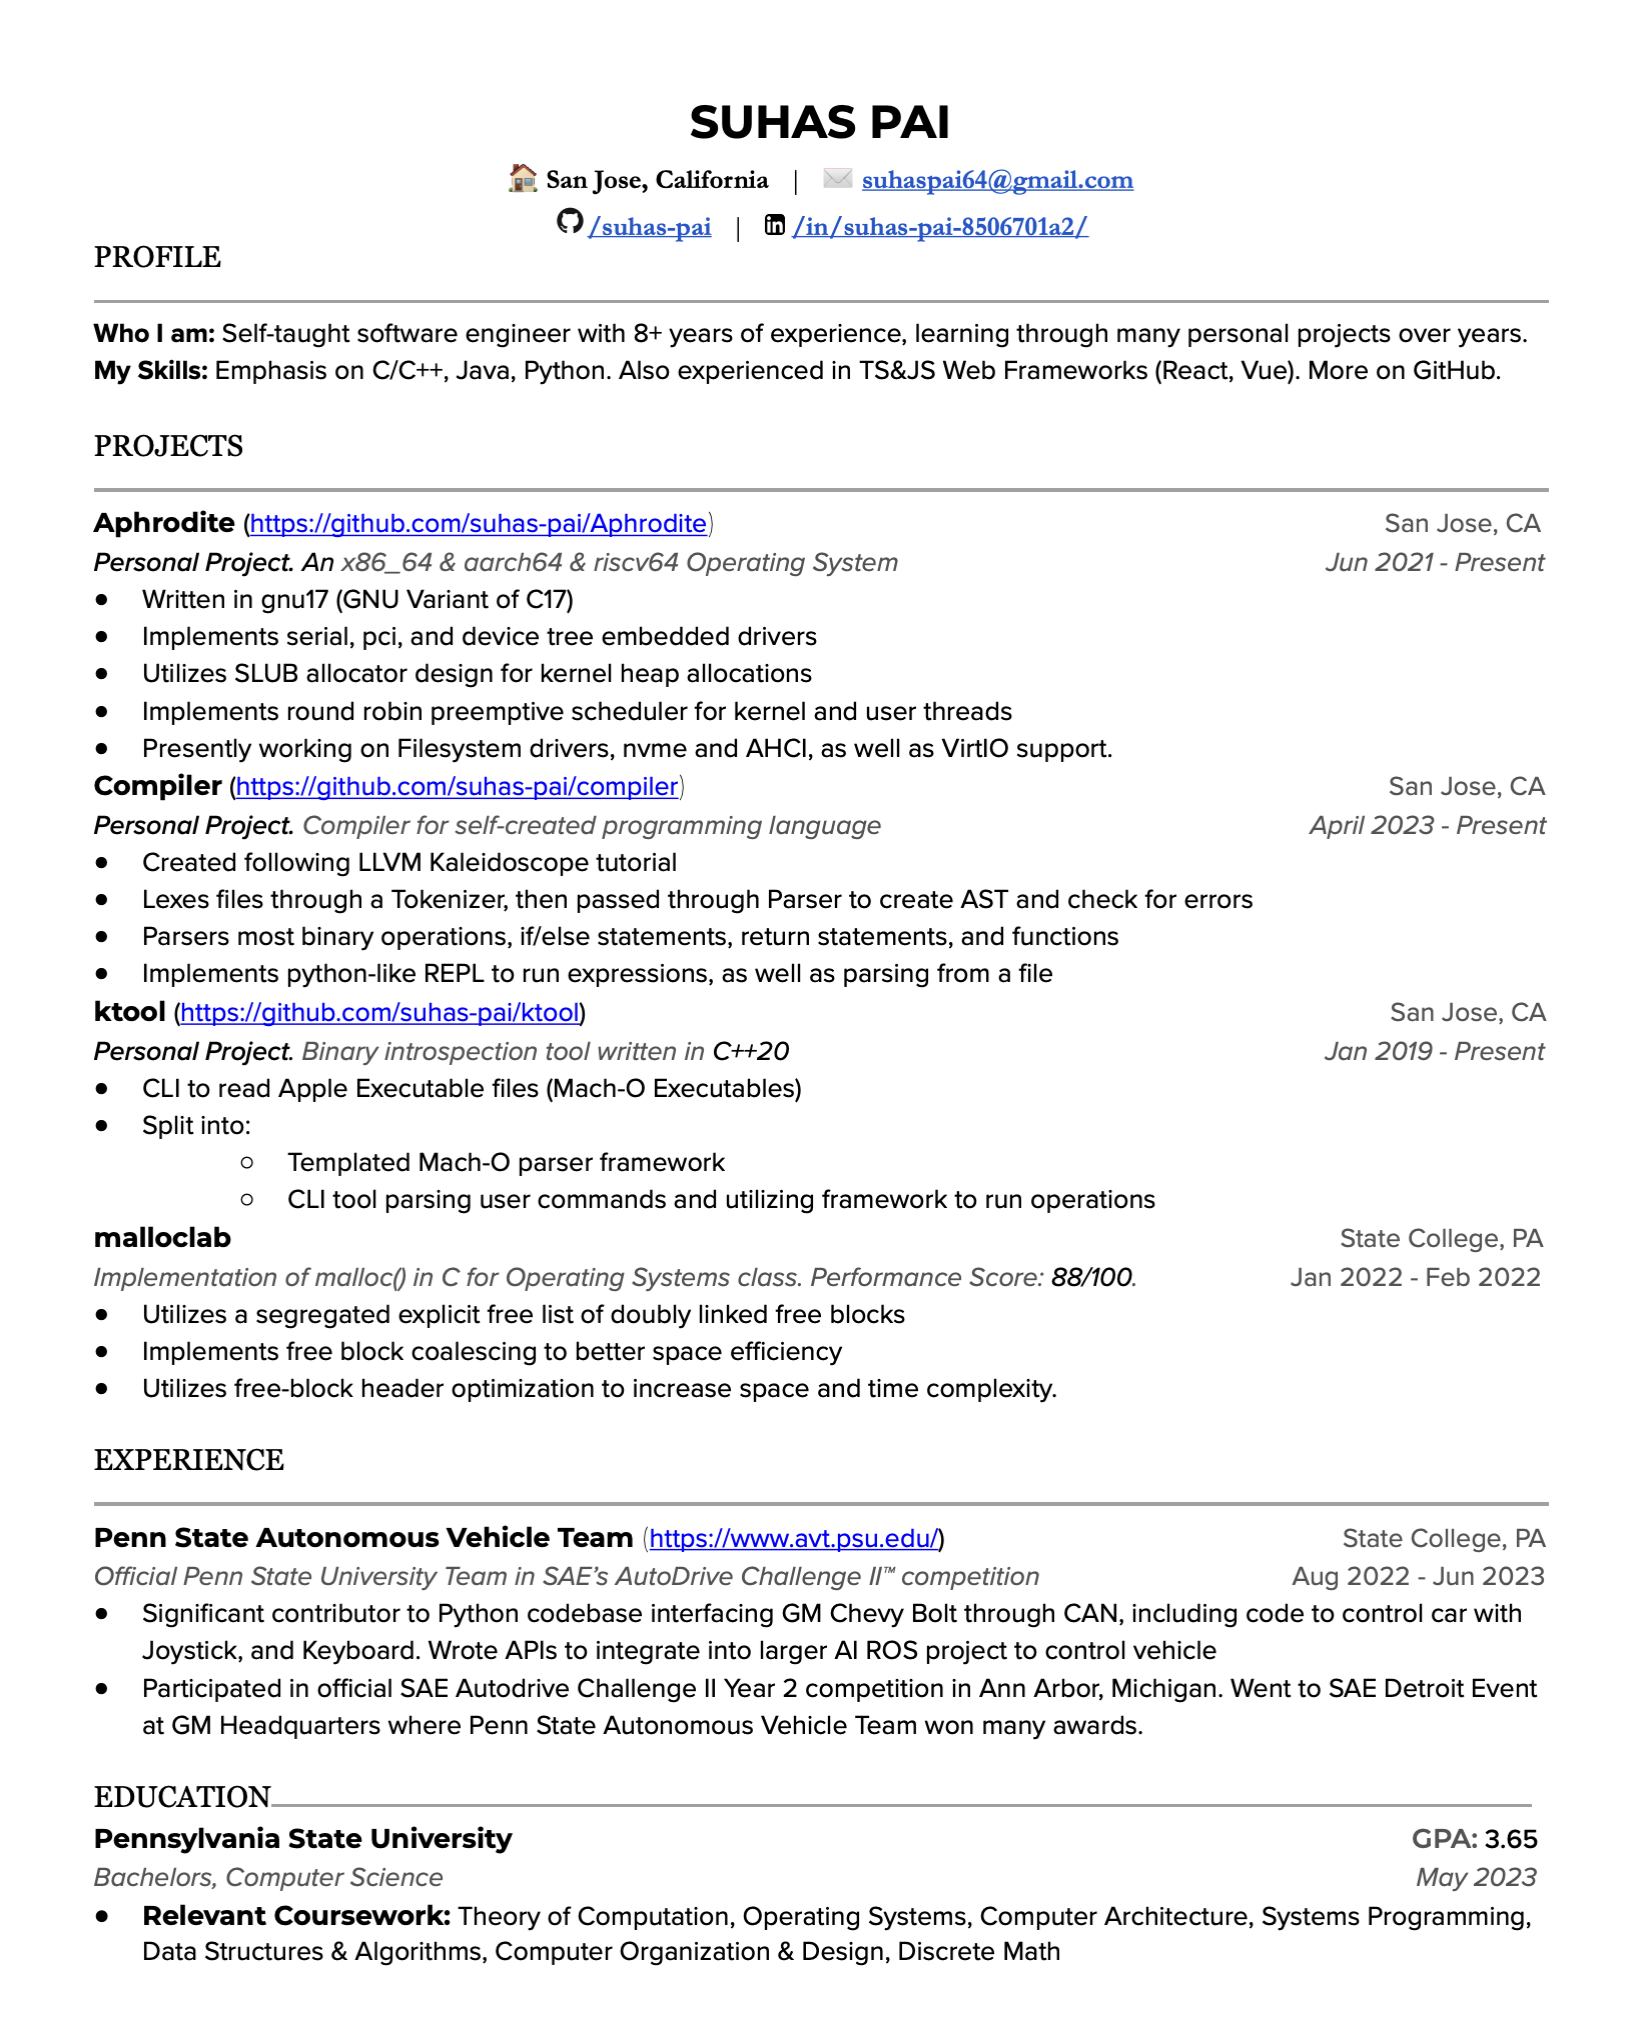 SUHAS PAI
San Jose, California | suhaspai64@gmail.com
/suhas-pai | /in/suhas-pai-8506701a2/
PROFILE
Who I am: Self-taught software engineer with 8+ years of experience, learning through many personal projects over years.
My Skills: Emphasis on C/C++, Java, Python. Also experienced in TS&JS Web Frameworks (React, Vue). More on GitHub.
PROJECTS
Aphrodite (https://github.com/suhas-pai/Aphrodite) San Jose, CA
Personal Project. An x86_64 & aarch64 & riscv64 Operating System Jun 2021 - Present
● Written in gnu17 (GNU Variant of C17)
● Implements serial, pci, and device tree embedded drivers
● Utilizes SLUB allocator design for kernel heap allocations
● Implements round robin preemptive scheduler for kernel and user threads
● Presently working on Filesystem drivers, nvme and AHCI, as well as VirtIO support.
Compiler (https://github.com/suhas-pai/compiler) San Jose, CA
Personal Project. Compiler for self-created programming language April 2023 - Present
● Created following LLVM Kaleidoscope tutorial
● Lexes files through a Tokenizer, then passed through Parser to create AST and check for errors
● Parsers most binary operations, if/else statements, return statements, and functions
● Implements python-like REPL to run expressions, as well as parsing from a file
ktool (https://github.com/suhas-pai/ktool) San Jose, CA
Personal Project. Binary introspection tool written in C++20 Jan 2019 - Present
● CLI to read Apple Executable files (Mach-O Executables)
● Split into:
○ Templated Mach-O parser framework
○ CLI tool parsing user commands and utilizing framework to run operations
malloclab State College, PA
Implementation of malloc() in C for Operating Systems class. Performance Score: 88/100. Jan 2022 - Feb 2022
● Utilizes a segregated explicit free list of doubly linked free blocks
● Implements free block coalescing to better space efficiency
● Utilizes free-block header optimization to increase space and time complexity.
EXPERIENCE
Penn State Autonomous Vehicle Team (https://www.avt.psu.edu/) State College, PA
Official Penn State University Team in SAE’s AutoDrive Challenge II™ competition Aug 2022 - Jun 2023
● Significant contributor to Python codebase interfacing GM Chevy Bolt through CAN, including code to control car with
Joystick, and Keyboard. Wrote APIs to integrate into larger AI ROS project to control vehicle
● Participated in official SAE Autodrive Challenge II Year 2 competition in Ann Arbor, Michigan. Went to SAE Detroit Event
at GM Headquarters where Penn State Autonomous Vehicle Team won many awards.
EDUCATION
Pennsylvania State University GPA: 3.65
Bachelors, Computer Science May 2023
● Relevant Coursework: Theory of Computation, Operating Systems, Computer Architecture, Systems Programming,
Data Structures & Algorithms, Computer Organization & Design, Discrete Math